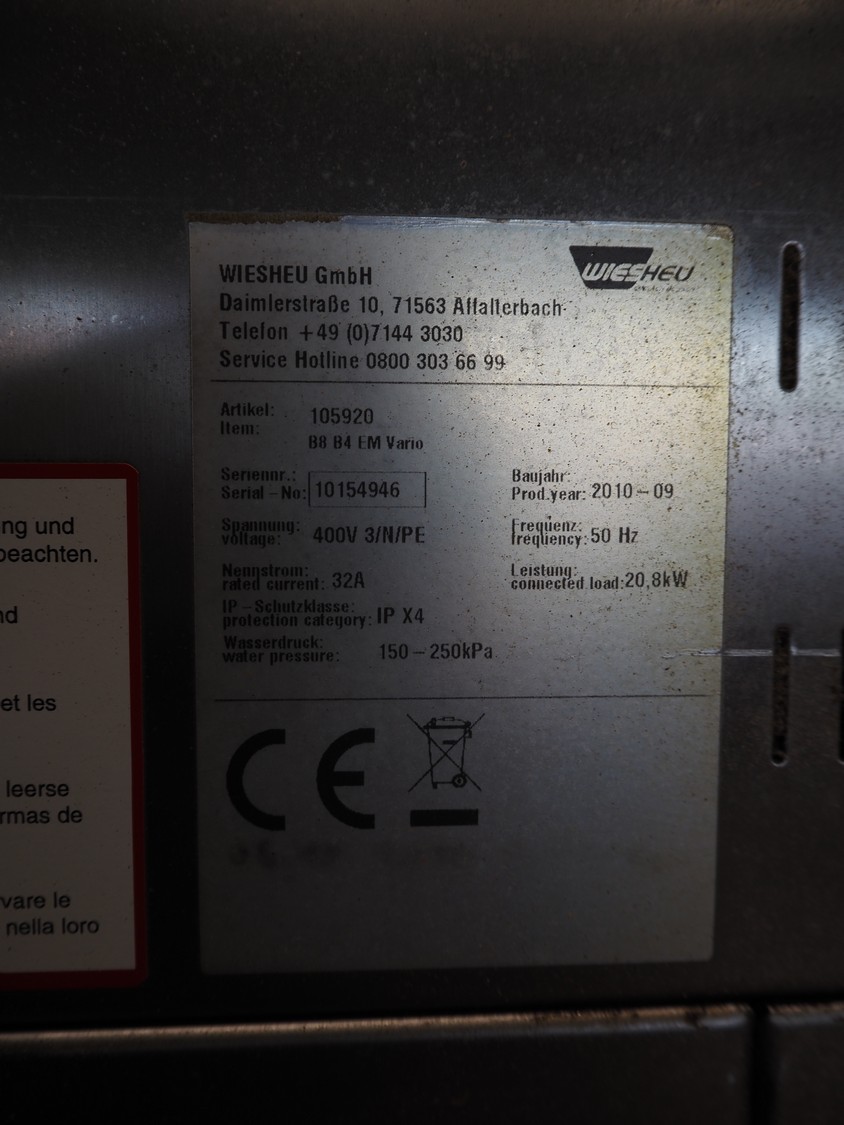 WIESHEU GmbH
Daimlerstraße 10, 71563 Affalterbach
Telefon +49 (0)7144 3030
Service Hotline 0800 303 66 99
WIESHEU
Artikel:
Item:
105920
B8 B4 EM Vario
Seriennr.:
Serial-No:
10154946
Baujahr:
Prod.year: 2010-09
Spannung:
voltage:
400V 3/N/PE
Frequenz:
frequency: 50 Hz
Nennstrom:
rated current: 32A
Leistung:
connected load: 20,8kW
IP-Schutzklasse:
protection category: IP X4
Wasserdruck:
water pressure:
150-250kPa
CE
ng und
beachten.
nd
et les
leerse
rmas de
vare le
nella loro